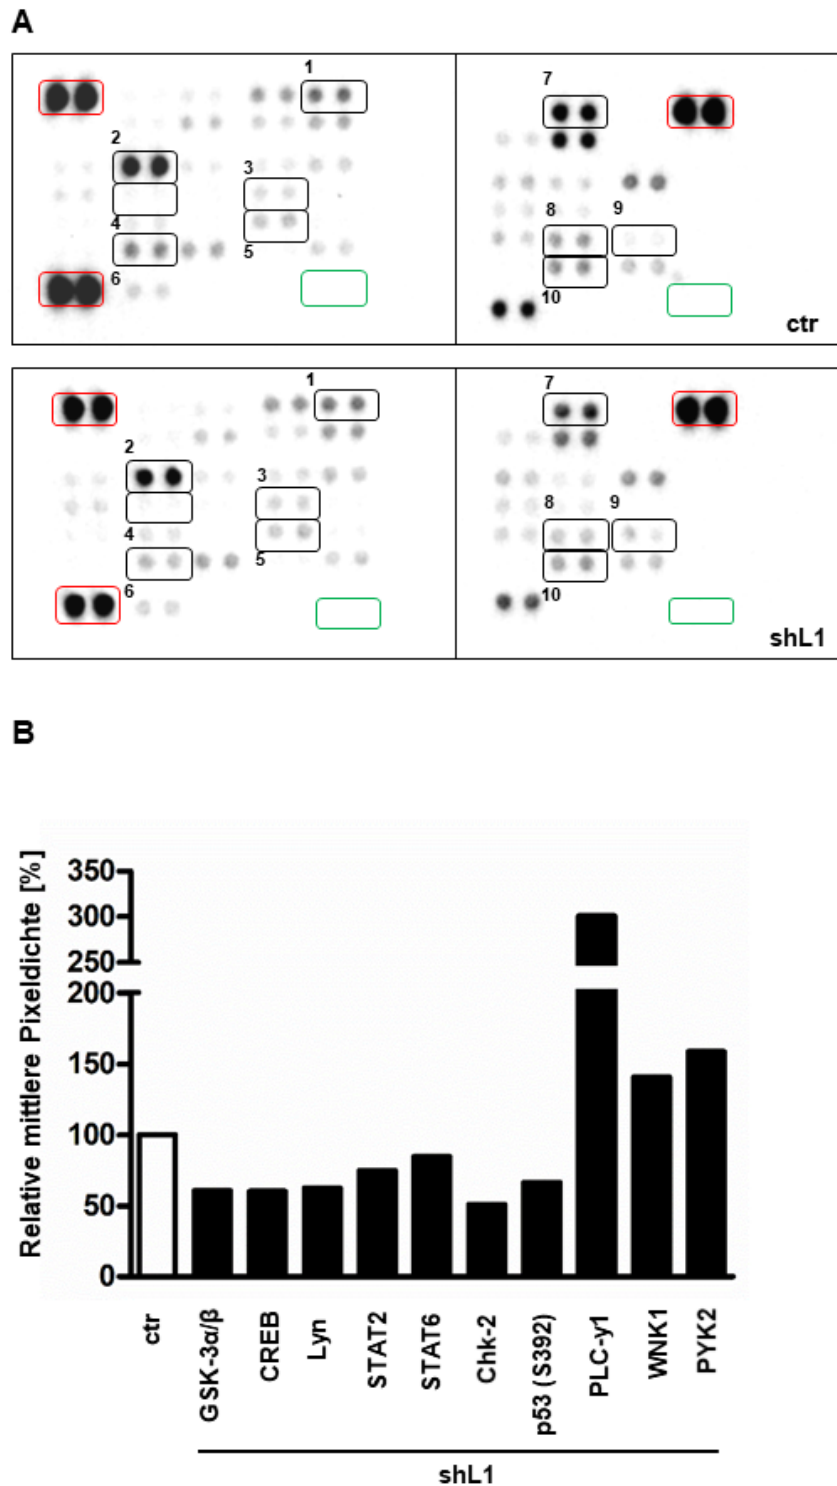 A
1
7
2
3
4
8
9
5
6
10
ctr
1
7
2
3
8
9
4
5
6
10
shL1
B
Relative mittlere Pixeldichte [%]
350
300
250
200
150
100
50
0
ctr
GSK-3α/β
CREB
Lyn
STAT2
STAT6
Chk-2
p53 ( S392)
PLC-y1
WNK1
PYK2
shL1